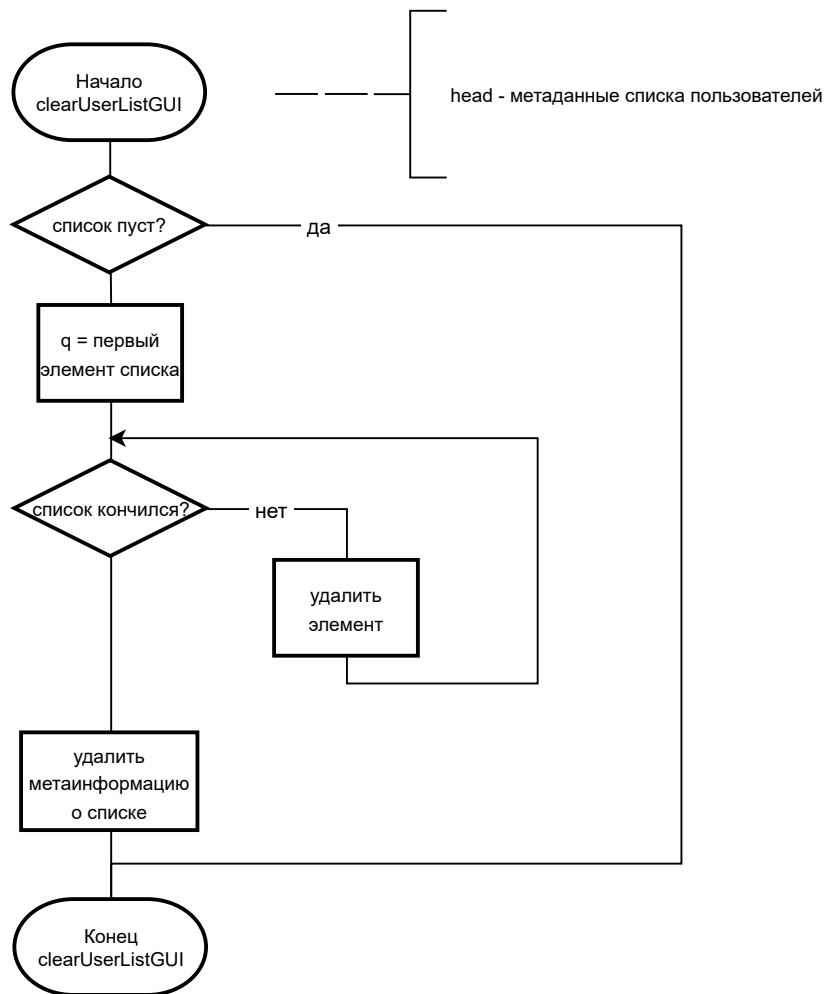 Начало
clearUserListGUI
head - метаданные списка пользователей
список пуст?
да
q = первый
элемент списка
список кончился?
нет
удалить
элемент
удалить
метаинформацию
о списке
Конец
clearUserListGUI